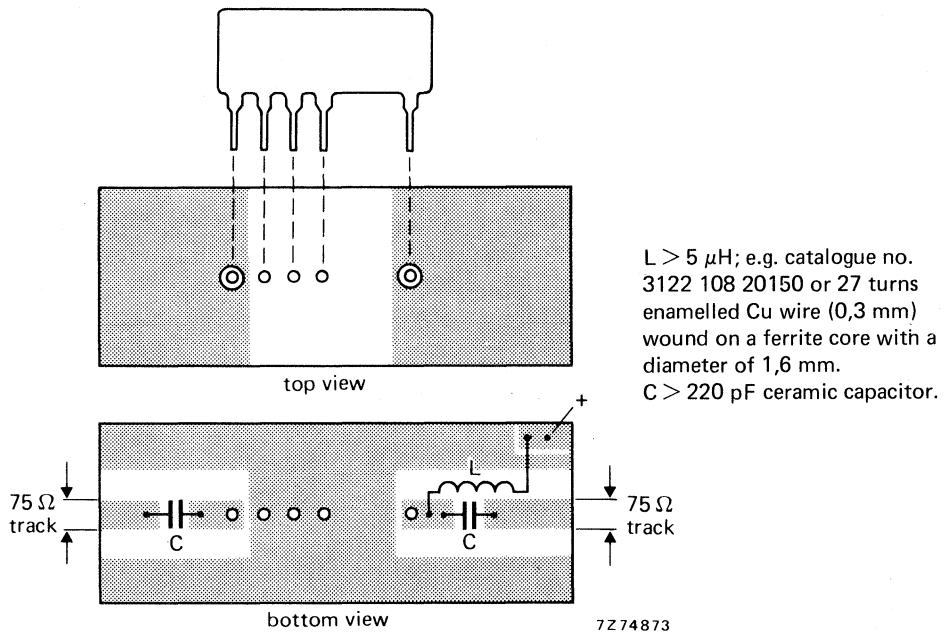 top view
L > 5 μH; e.g. catalogue no.
3122 108 20150 or 27 turns
enamelled Cu wire (0,3 mm)
wound on a ferrite core with a
diameter of 1,6 mm.
C > 220 pF ceramic capacitor.
+
L
75 Ω
track
C
C
75 Ω
track
bottom view
7Z74873